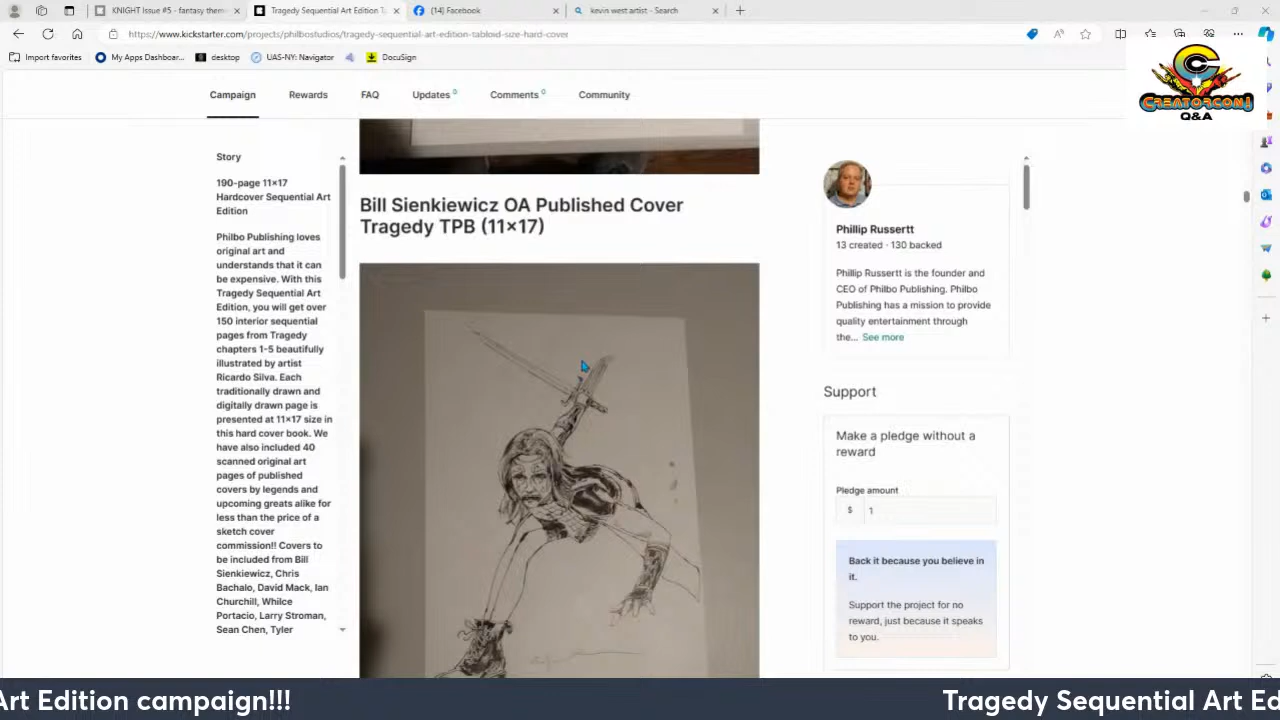 KNIGHT Issue #5 - fantasy them
Tragedy Sequential Art Edition T
(14) Facebook
kevin west artist - Search
https://www.kickstarter.com/projects/philbostudios/tragedy-sequential-art-edition-tabloid-size-hard-cover
Import favorites
My Apps Dashboar...
desktop
UAS-NY: Navigator
DocuSign
CREATORCON!
Q&A
Campaign
Rewards
FAQ
Updates 0
Comments 0
Community
Story
190-page 11x17
Hardcover Sequential Art
Edition
Philbo Publishing loves
original art and
understands that it can
be expensive. With this
Tragedy Sequential Art
Edition, you will get over
150 interior sequential
pages from Tragedy
chapters 1-5 beautifully
illustrated by artist
Ricardo Silva. Each
traditionally drawn and
digitally drawn page is
presented at 11x17 size in
this hard cover book. We
have also included 40
scanned original art
pages of published
covers by legends and
upcoming greats alike for
less than the price of a
sketch cover
commission!! Covers to
be included from Bill
Sienkiewicz, Chris
Bachalo, David Mack, Ian
Churchill, Whilce
Portacio, Larry Stroman,
Sean Chen, Tyler
Bill Sienkiewicz OA Published Cover
Tragedy TPB (11x17)
Phillip Russertt
13 created · 130 backed
Phillip Russertt is the founder and
CEO of Philbo Publishing. Philbo
Publishing has a mission to provide
quality entertainment through
the... See more
Support
Make a pledge without a
reward
Pledge amount
$ 1
Back it because you believe in
it.
Support the project for no
reward, just because it speaks
to you.
Art Edition campaign!!!
Tragedy Sequential Art Ed